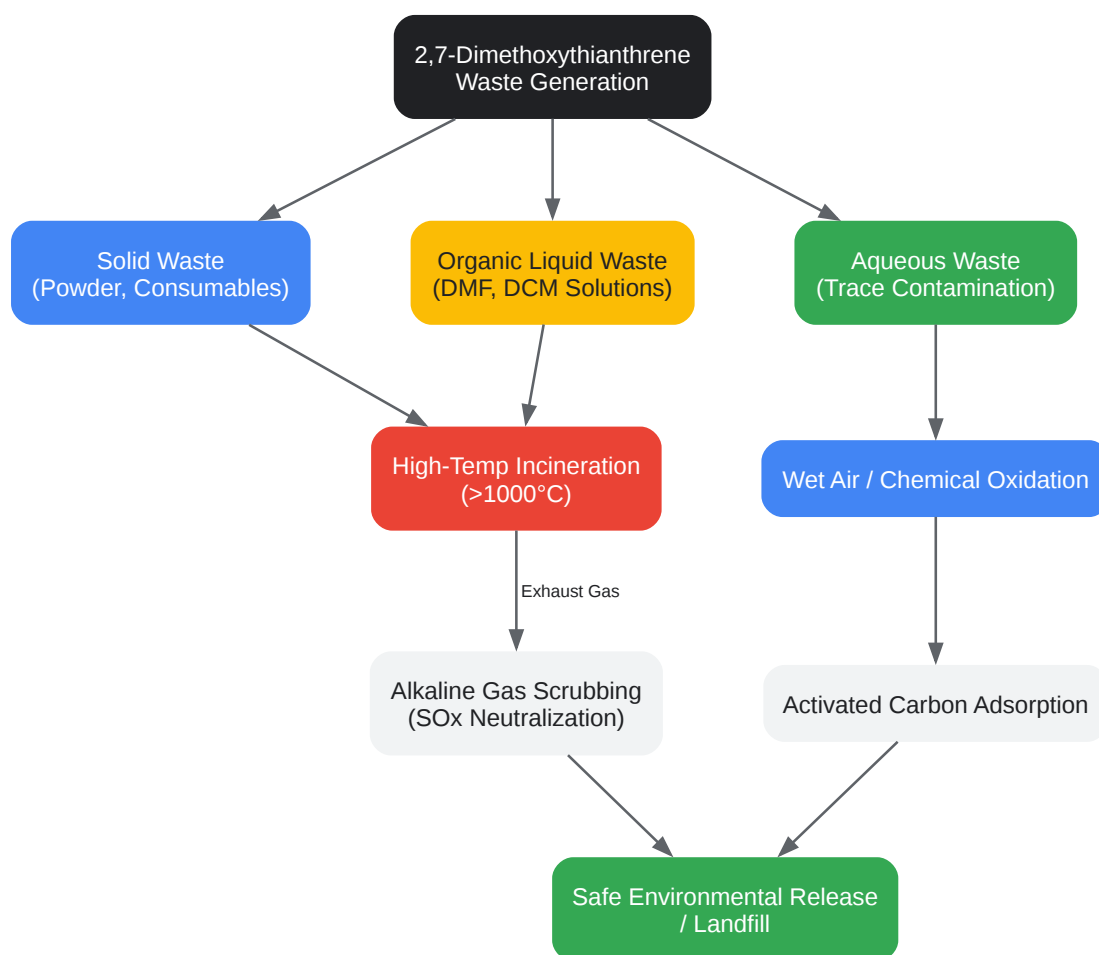 2,7-Dimethoxythianthrene
Waste Generation
Solid Waste
(Powder, Consumables)
Organic Liquid Waste
(DMF, DCM Solutions)
Aqueous Waste
(Trace Contamination)
High-Temp Incineration
(>1000°C)
Wet Air / Chemical Oxidation
Exhaust Gas
Alkaline Gas Scrubbing
(SOx Neutralization)
Activated Carbon Adsorption
Safe Environmental Release
/ Landfill